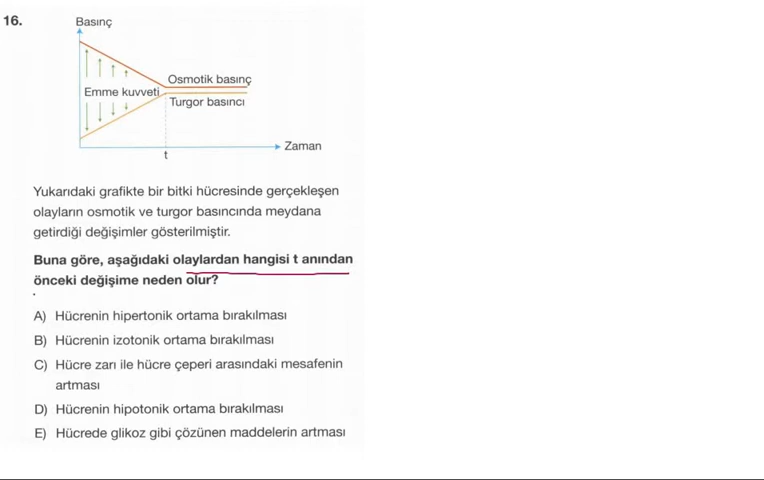 16.
Basınç
Osmotik basınç
Emme kuvveti
Turgor basıncı
Zaman
t
Yukarıdaki grafikte bir bitki hücresinde gerçekleşen
olayların osmotik ve turgor basıncında meydana
getirdiği değişimler gösterilmiştir.
Buna göre, aşağıdaki olaylardan hangisi t anından
önceki değişime neden olur?
A) Hücrenin hipertonik ortama bırakılması
B) Hücrenin izotonik ortama bırakılması
C) Hücre zarı ile hücre çeperi arasındaki mesafenin
artması
D) Hücrenin hipotonik ortama bırakılması
E) Hücrede glikoz gibi çözünen maddelerin artması